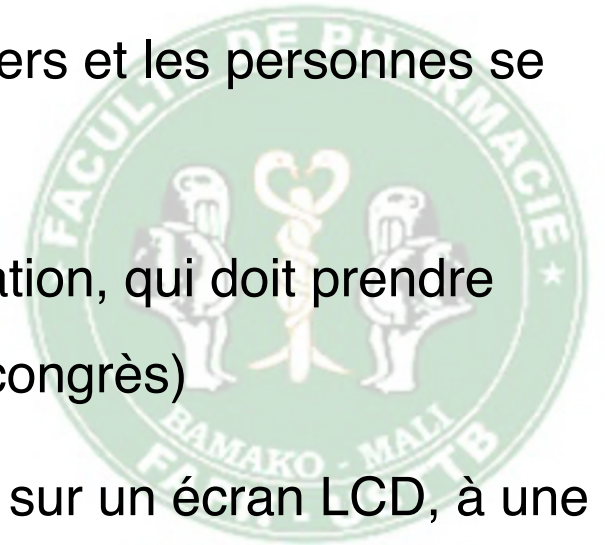 ers et les personnes se
FACULTE DE PHARMACIE
ation, qui doit prendre
congrès)
BAMAKO - MALI
sur un écran LCD, à une